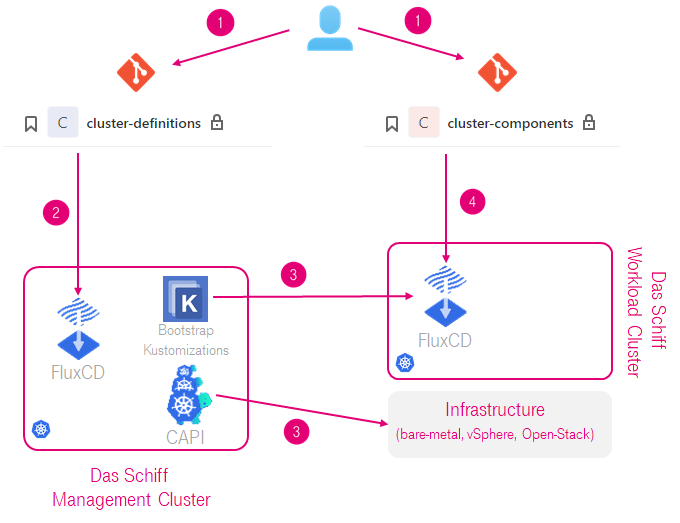 1
1
C cluster-definitions
C cluster-components
2
4
3
K
Bootstrap
Kustomizations
FluxCD
CAPI
3
Das Schiff
Management Cluster
FluxCD
Das Schiff
Workload Cluster
Infrastructure
(bare-metal, vSphere, Open-Stack)